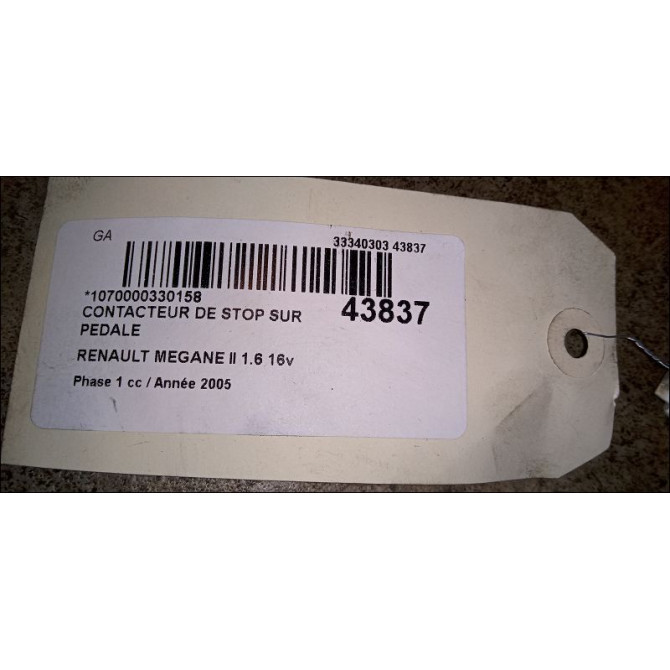 GA
33340303 43837
*1070000330158
43837
CONTACTEUR DE STOP SUR
PEDALE
RENAULT MEGANE II 1.6 16v
Phase 1 cc / Année 2005